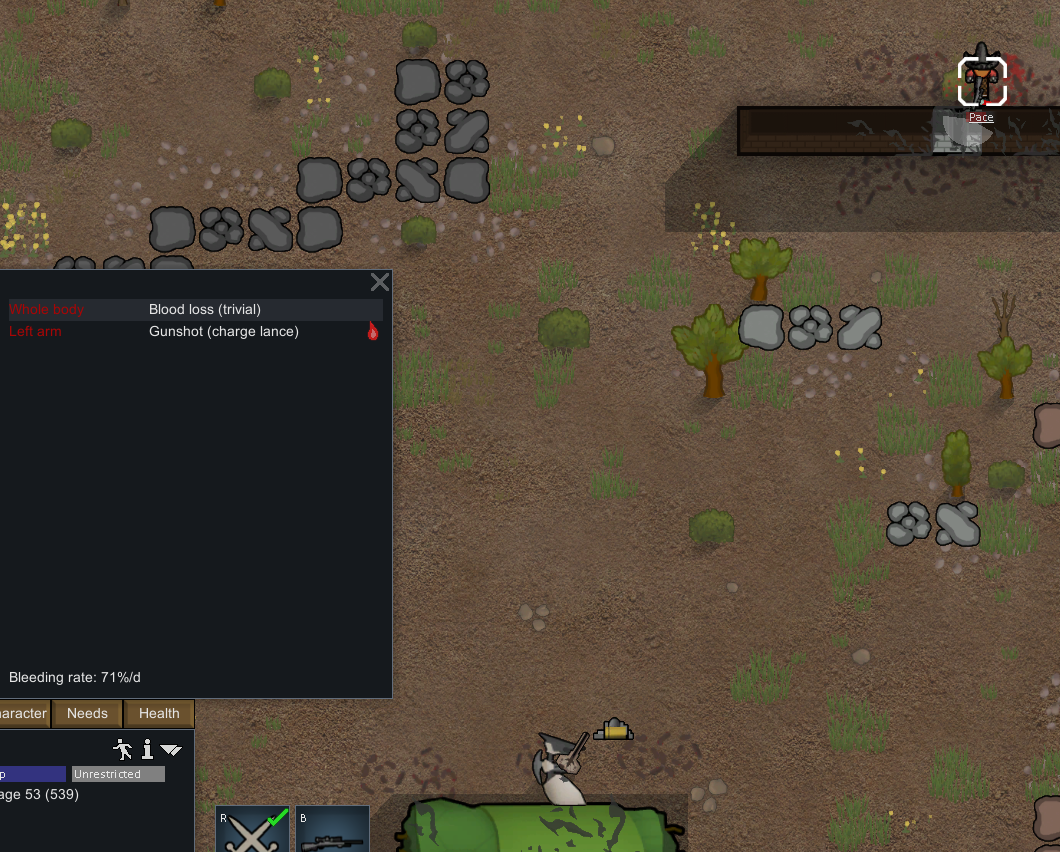 Pace
Whole body Blood loss (trivial)
Left arm Gunshot (charge lance)
Bleeding rate: 71%/d
aracter Needs Health
p Unrestricted
age 53 (539)
R B